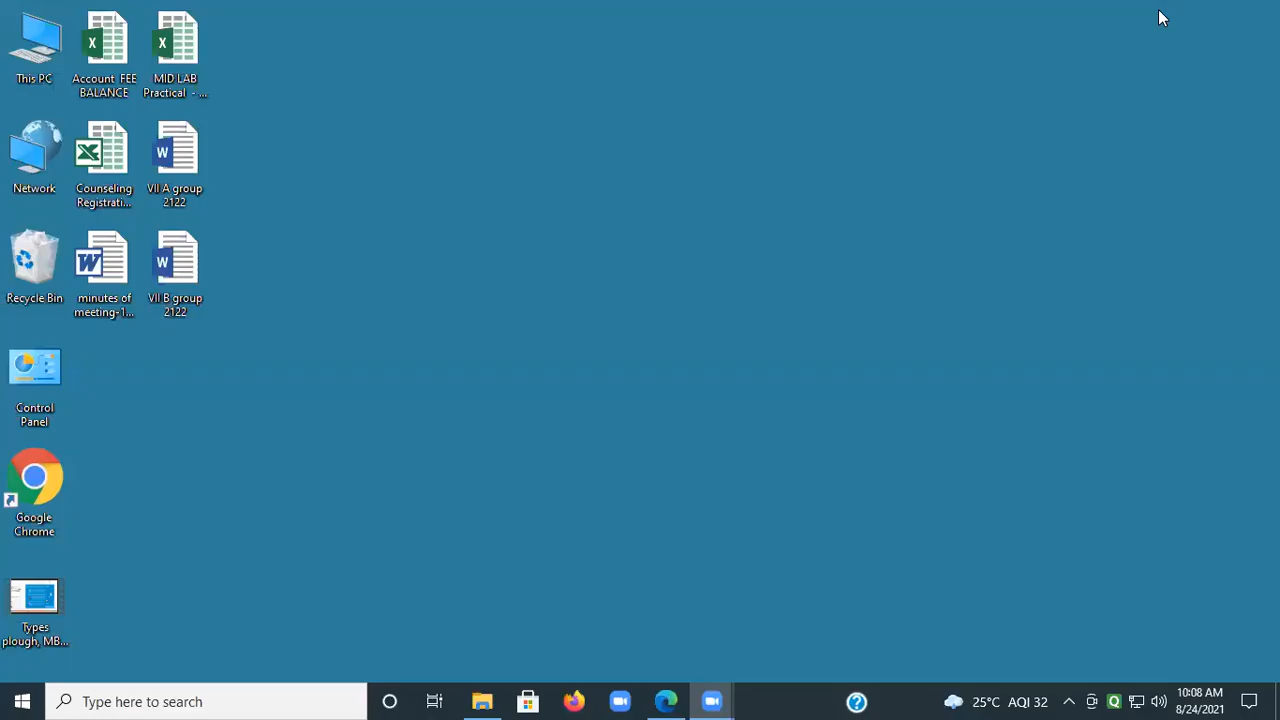 This PC
Account FEE
BALANCE
MID LAB
Practical - ...
Network
Counseling
Registrati...
VII A group
2122
Recycle Bin
minutes of
meeting-1...
VII B group
2122
Control
Panel
Google
Chrome
Types
plough, MB...
Type here to search
25°C AQI 32
10:08 AM
8/24/2021